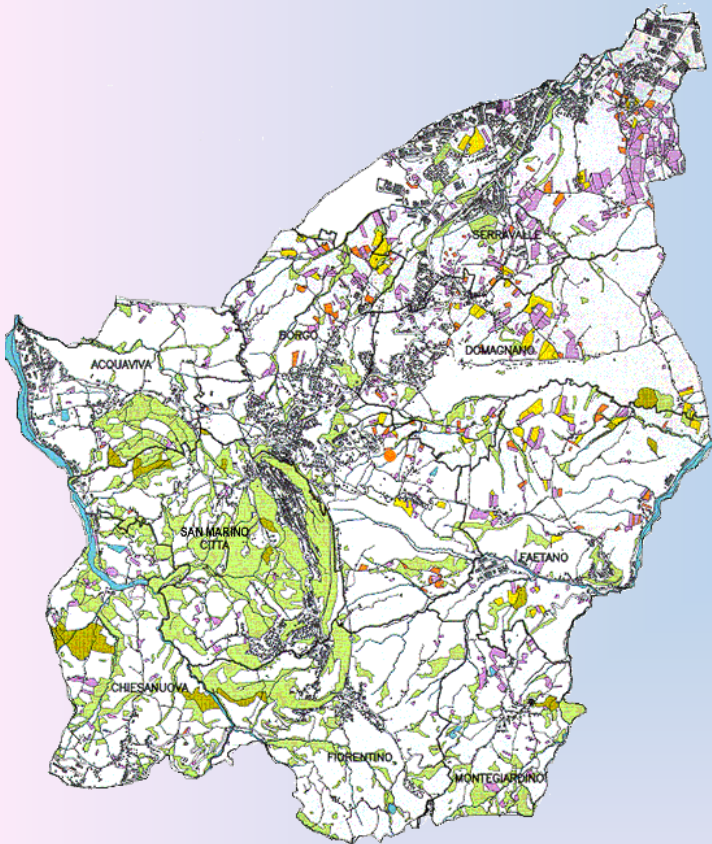 SERRAVALLE
BORGO
DOMAGNANO
ACQUAVIVA
SAN MARINO
CITTA
FAETANO
CHIESANUOVA
FIORENTINO
MONTEGIARDINO